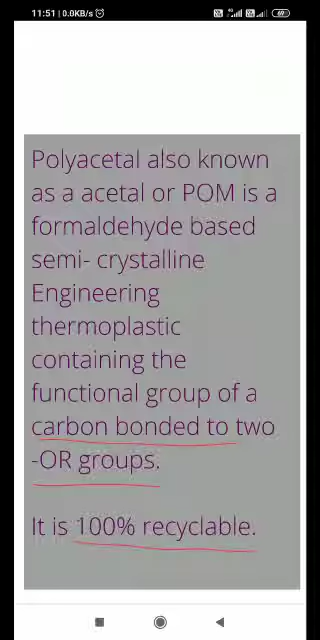 11:51 | 0.0KB/s
69
Polyacetal also known
as a acetal or POM is a
formaldehyde based
semi- crystalline
Engineering
thermoplastic
containing the
functional group of a
carbon bonded to two
-OR groups.
It is 100% recyclable.